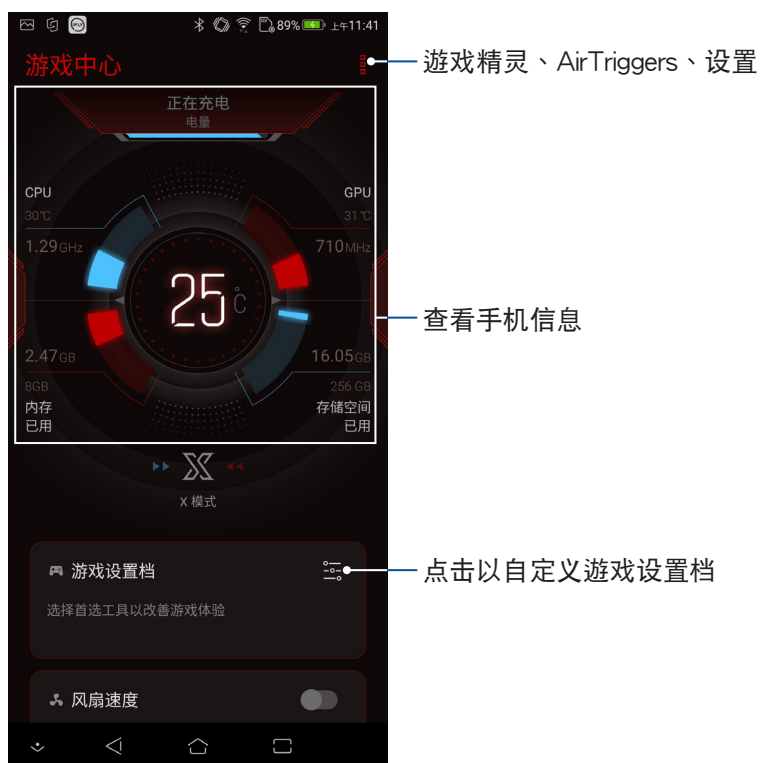 89% 上午11:41
游戏中心
遊戏精灵、AirTriggers、设置
正在充电
电量
CPU
GPU
30℃
31℃
1.29GHz
710MHz
25℃
查看手机信息
2.47GB
16.05GB
8GB
256 GB
内存
存储空间
已用
已用
X 模式
游戏设置档
点击以自定义遊戏设置档
选择首选工具以改善游戏体验
风扇速度